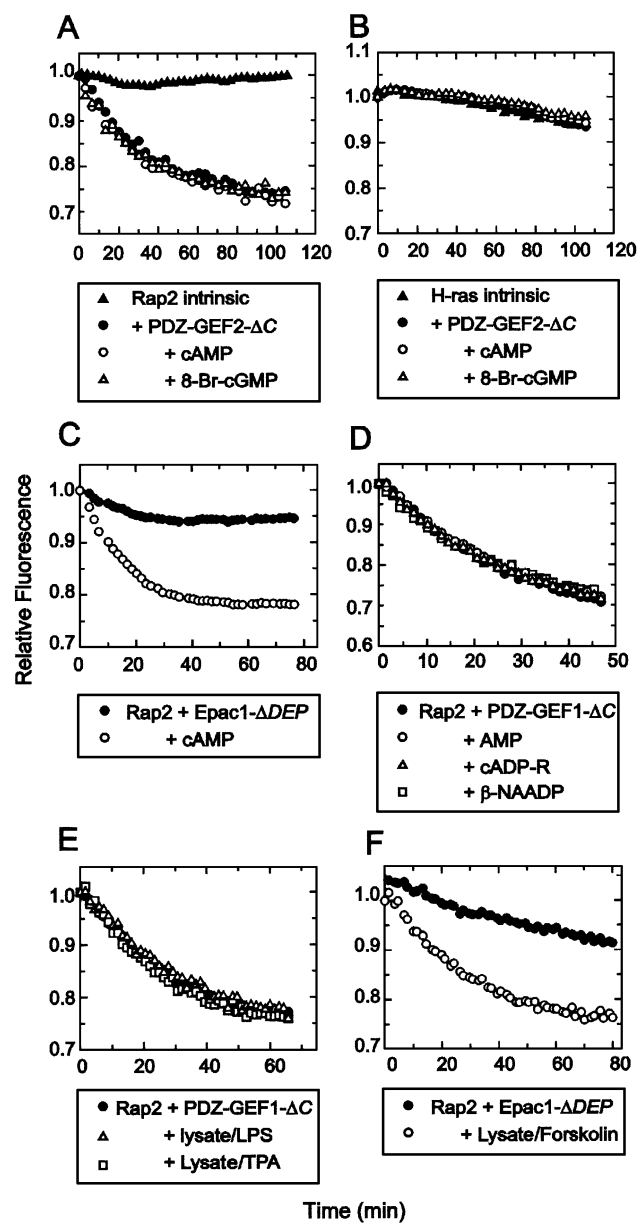 A
1.0
0.9
0.8
0.7
0 20 40 60 80 100 120
Rap2 intrinsic
+ PDZ-GEF2-ΔC
+ cAMP
+ 8-Br-cGMP
B
1.1
1.0
0.9
0.8
0.7
0 20 40 60 80 100 120
H-ras intrinsic
+ PDZ-GEF2-ΔC
+ cAMP
+ 8-Br-cGMP
Relative Fluorescence
C
1.0
0.9
0.8
0.7
0 20 40 60 80
Rap2 + Epac1-ΔDEP
+ cAMP
D
1.0
0.9
0.8
0.7
0.6
0 10 20 30 40 50
Rap2 + PDZ-GEF1-ΔC
+ AMP
+ cADP-R
+ β-NAADP
E
1.0
0.9
0.8
0.7
0 20 40 60
Rap2 + PDZ-GEF1-ΔC
+ lysate/LPS
+ Lysate/TPA
F
1.0
0.9
0.8
0.7
0 20 40 60 80
Rap2 + Epac1-ΔDEP
+ Lysate/Forskolin
Time (min)